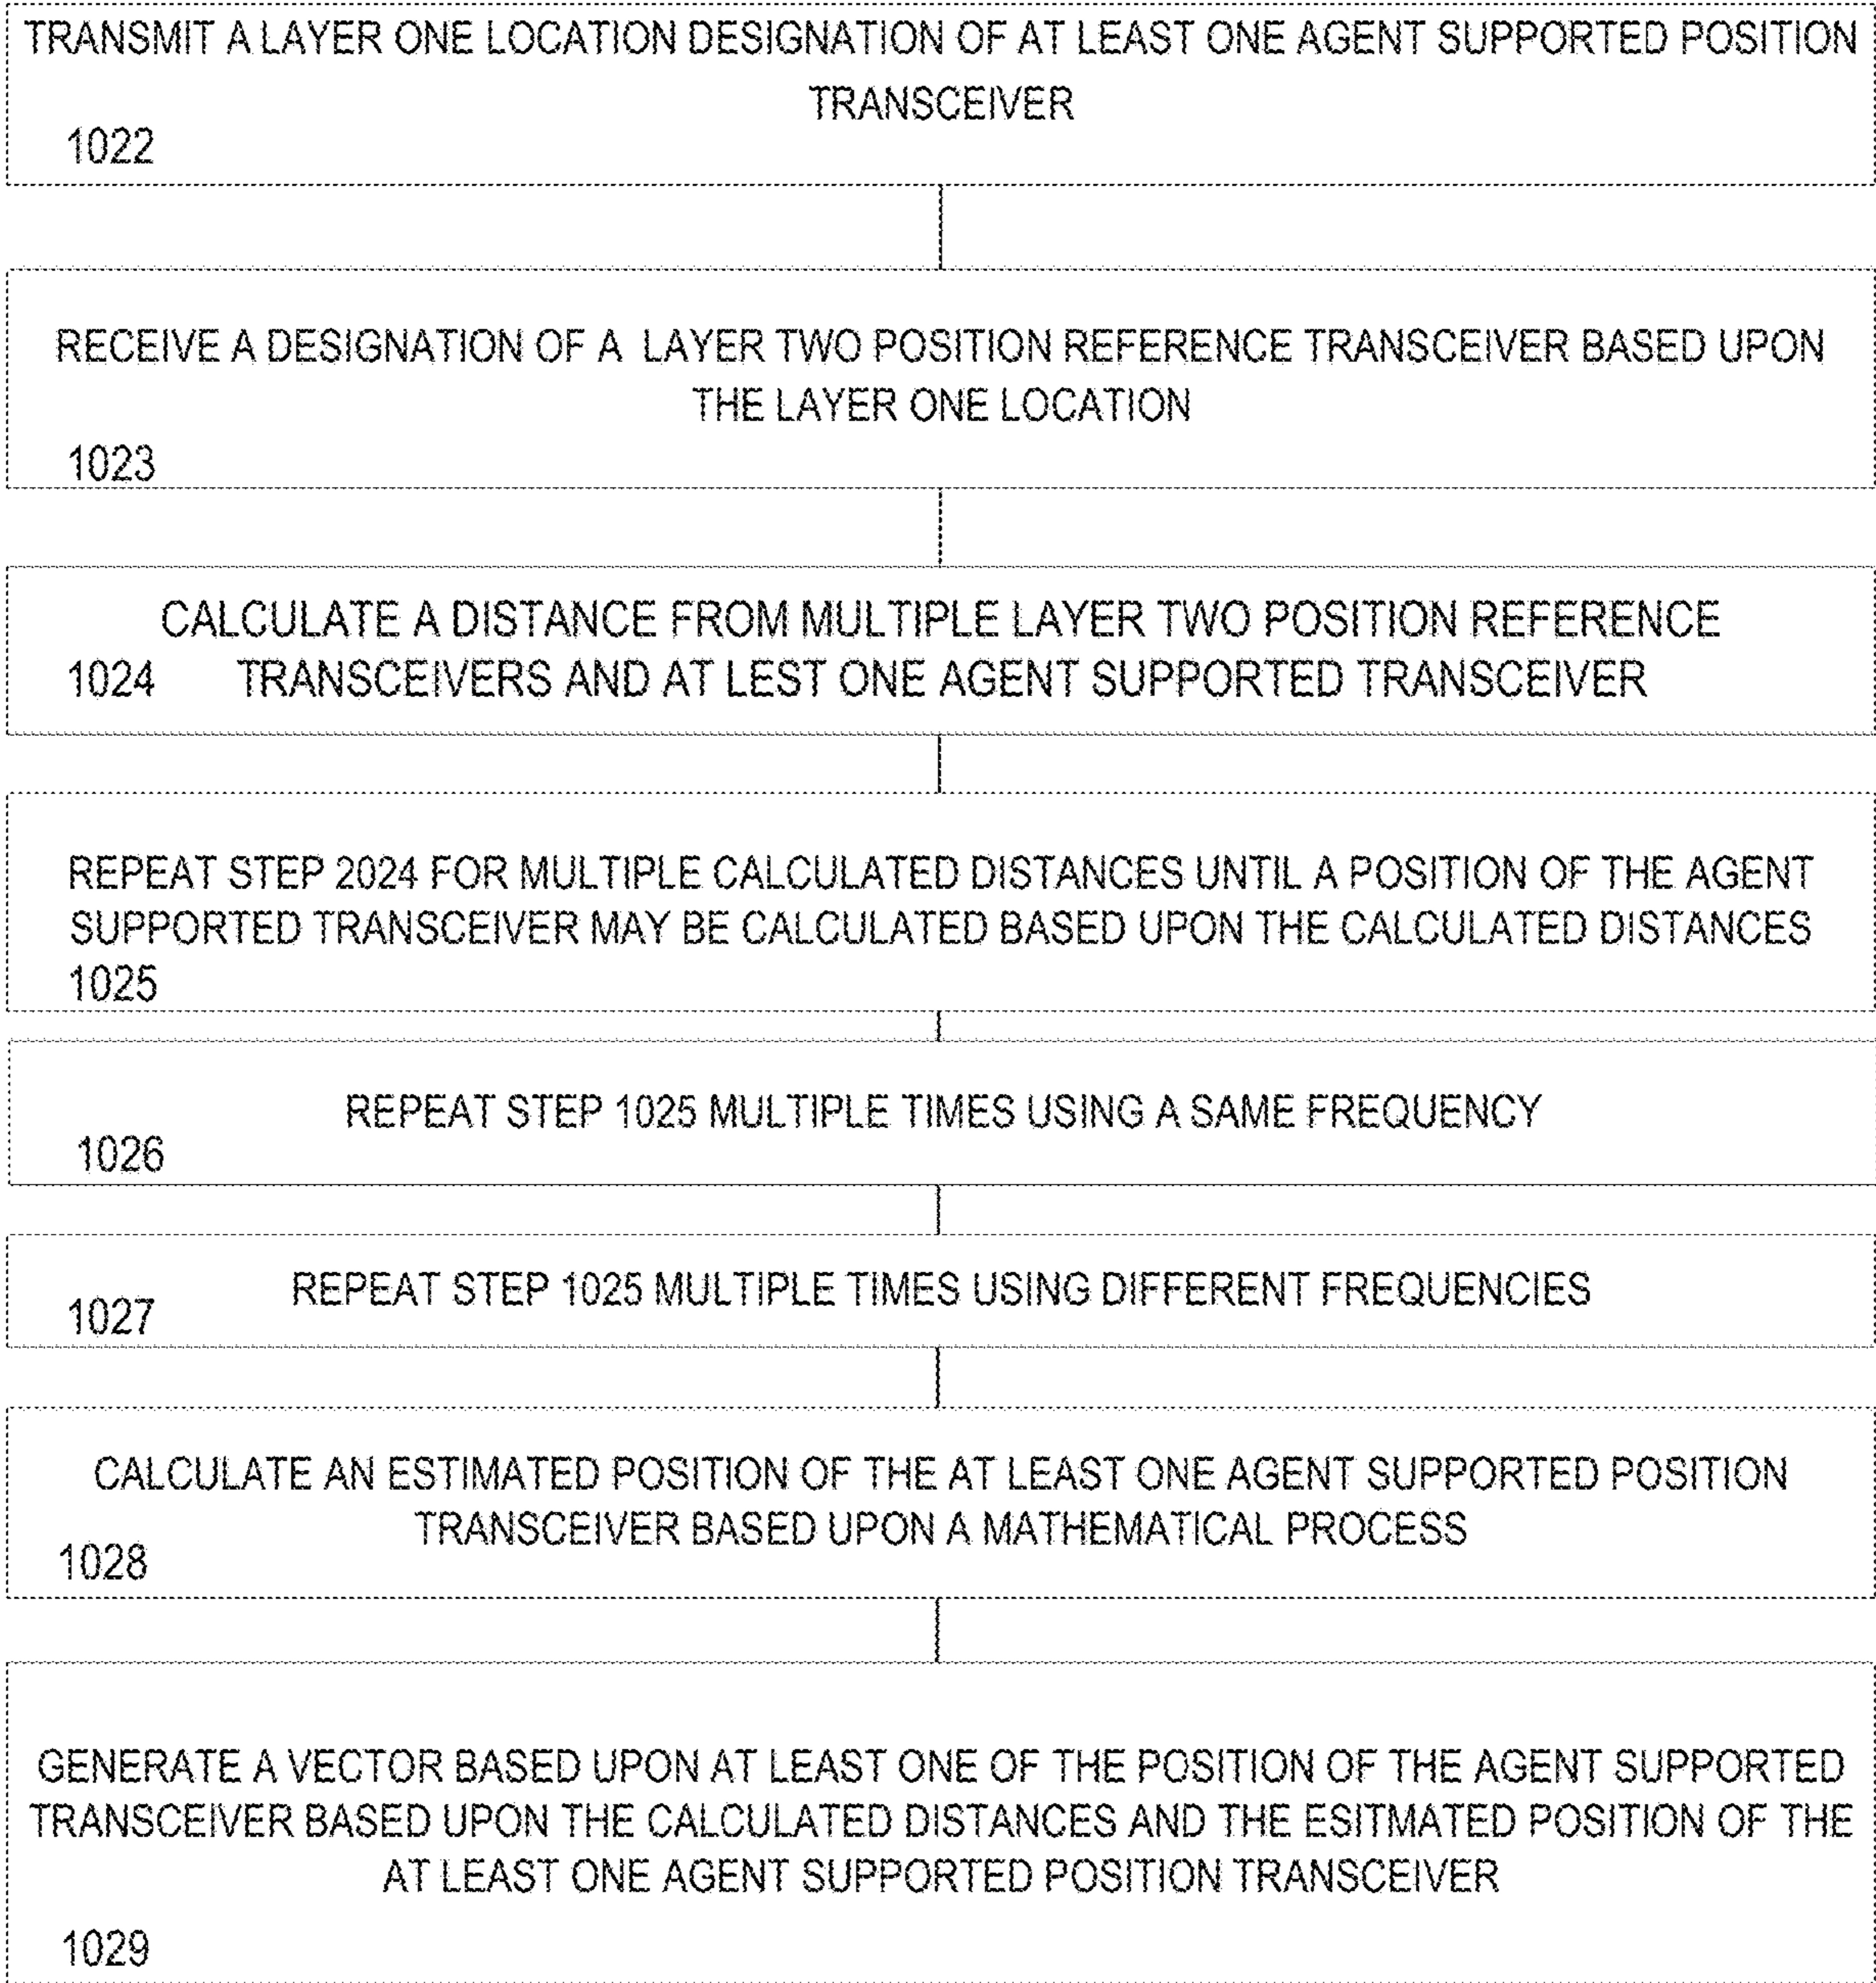 TRANSMIT A LAYER ONE LOCATION DESIGNATION OF AT LEAST ONE AGENT SUPPORTED POSITION
TRANSCEIVER
1022
RECEIVE A DESIGNATION OF A LAYER TWO POSITION REFERENCE TRANSCEIVER BASED UPON
THE LAYER ONE LOCATION
1023
CALCULATE A DISTANCE FROM MULTIPLE LAYER TWO POSITION REFERENCE
1024 TRANSCEIVERS AND AT LEST ONE AGENT SUPPORTED TRANSCEIVER
REPEAT STEP 2024 FOR MULTIPLE CALCULATED DISTANCES UNTIL A POSITION OF THE AGENT
SUPPORTED TRANSCEIVER MAY BE CALCULATED BASED UPON THE CALCULATED DISTANCES
1025
REPEAT STEP 1025 MULTIPLE TIMES USING A SAME FREQUENCY
1026
REPEAT STEP 1025 MULTIPLE TIMES USING DIFFERENT FREQUENCIES
1027
CALCULATE AN ESTIMATED POSITION OF THE AT LEAST ONE AGENT SUPPORTED POSITION
TRANSCEIVER BASED UPON A MATHEMATICAL PROCESS
1028
GENERATE A VECTOR BASED UPON AT LEAST ONE OF THE POSITION OF THE AGENT SUPPORTED
TRANSCEIVER BASED UPON THE CALCULATED DISTANCES AND THE ESITMATED POSITION OF THE
AT LEAST ONE AGENT SUPPORTED POSITION TRANSCEIVER
1029